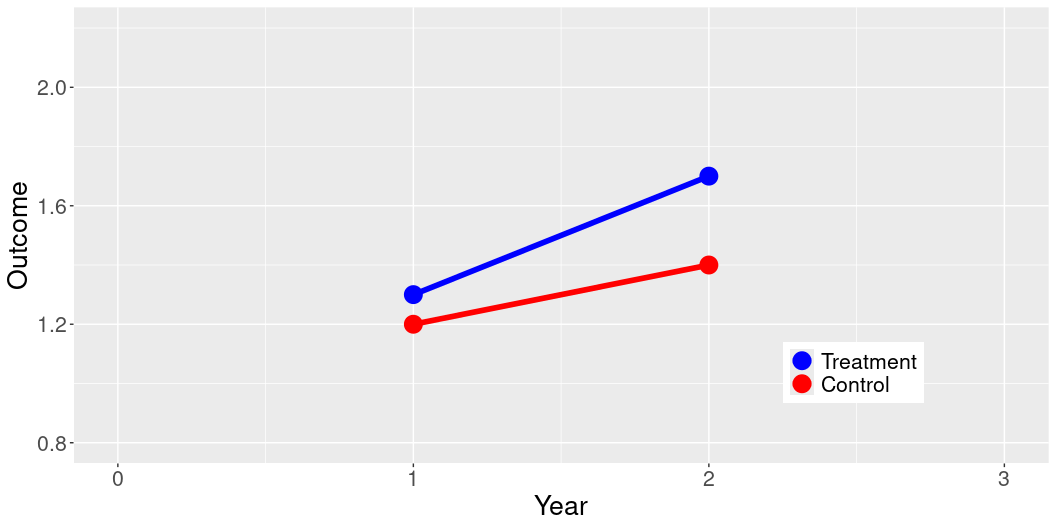 Outcome
2.0
1.6
1.2
0.8
0 1 2 3
Year
Treatment
Control